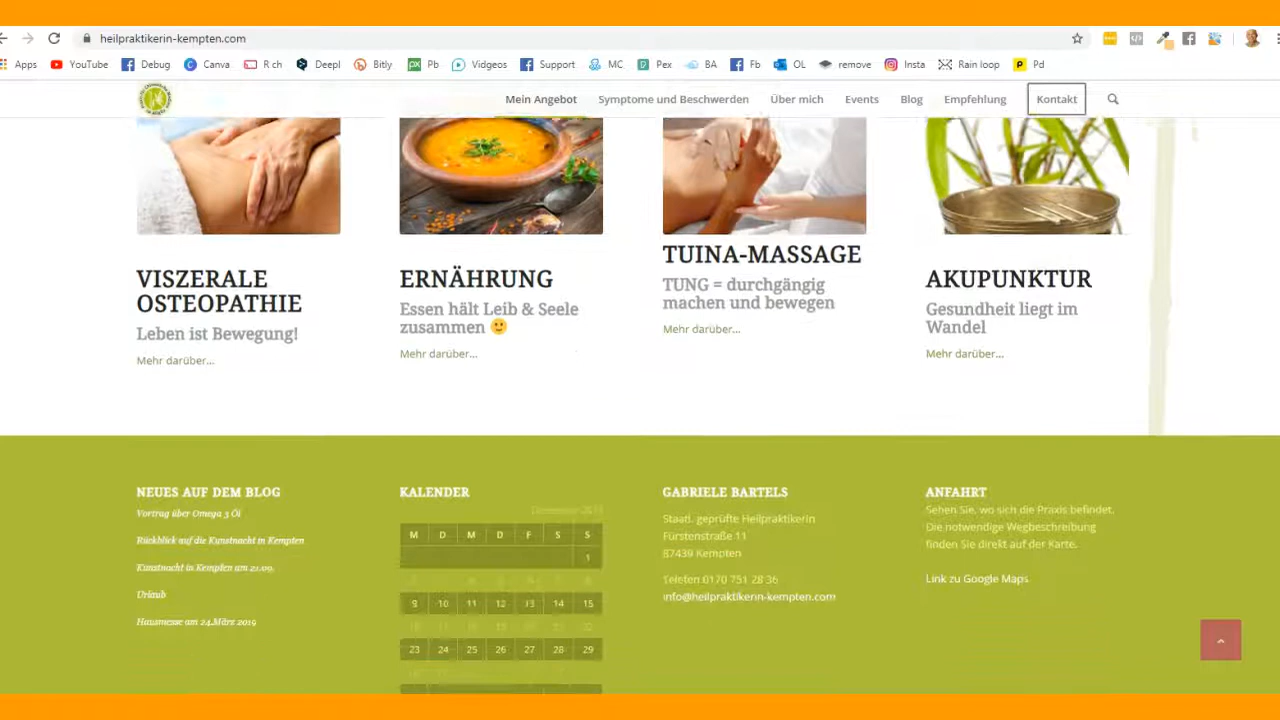 heilpraktikerin-kempten.com
Apps YouTube Debug Canva R ch Deepl Bitly Pb Vidgeos Support MC Pex BA Fb OL remove Insta Rain loop Pd
Mein Angebot Symptome und Beschwerden Über mich Events Blog Empfehlung Kontakt
VISZERALE
OSTEOPATHIE
Leben ist Bewegung!
Mehr darüber...
ERNÄHRUNG
Essen hält Leib & Seele
zusammen 🙂
Mehr darüber...
TUINA-MASSAGE
TUNG = durchgängig
machen und bewegen
Mehr darüber...
AKUPUNKTUR
Gesundheit liegt im
Wandel
Mehr darüber...
NEUES AUF DEM BLOG
Vortrag über Omega 3 Öl
Rückblick auf die Kunstnacht in Kempten
Kunstnacht in Kempten am 21.09.
Urlaub
Hausmesse am 24.März 2019
KALENDER
M D M D F S S
1
9 10 11 12 13 14 15
23 24 25 26 27 28 29
GABRIELE BARTELS
Staatl. geprüfte Heilpraktikerin
Fürstenstraße 11
87439 Kempten
Telefon 0170 751 28 36
info@heilpraktikerin-kempten.com
ANFAHRT
Sehen Sie, wo sich die Praxis befindet.
Die notwendige Wegbeschreibung
finden Sie direkt auf der Karte.
Link zu Google Maps